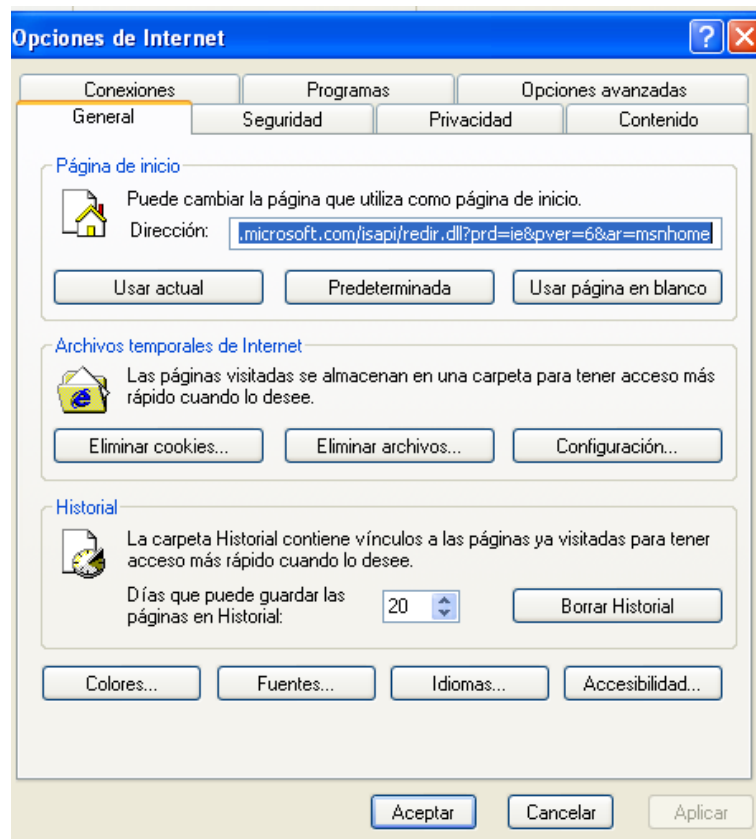 Opciones de Internet
Conexiones Programas Opciones avanzadas
General Seguridad Privacidad Contenido
Página de inicio
Puede cambiar la página que utiliza como página de inicio.
Dirección: .microsoft.com/isapi/redir.dll?prd=ie&pver=6&ar=msnhome
Usar actual Predeterminada Usar página en blanco
Archivos temporales de Internet
Las páginas visitadas se almacenan en una carpeta para tener acceso más
rápido cuando lo desee.
Eliminar cookies... Eliminar archivos... Configuración...
Historial
La carpeta Historial contiene vínculos a las páginas ya visitadas para tener
acceso más rápido cuando lo desee.
Días que puede guardar las
páginas en Historial: 20 Borrar Historial
Colores... Fuentes... Idiomas... Accesibilidad...
Aceptar Cancelar Aplicar